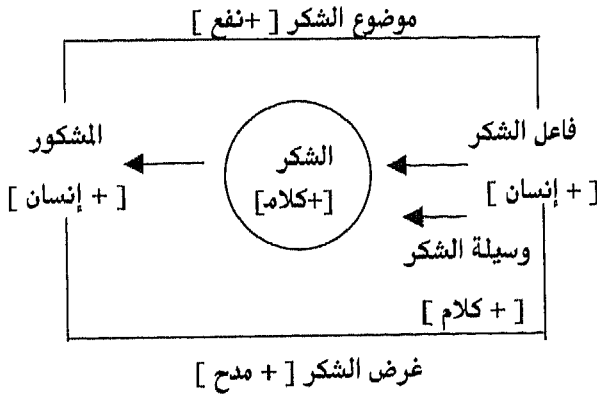 موضوع الشكر [ +نفع ]
فاعل الشكر
[ + إنسان ]
الشكر
[+كلام]
المشكور
[ + إنسان ]
وسيلة الشكر
[ + كلام ]
غرض الشكر [ + مدح ]